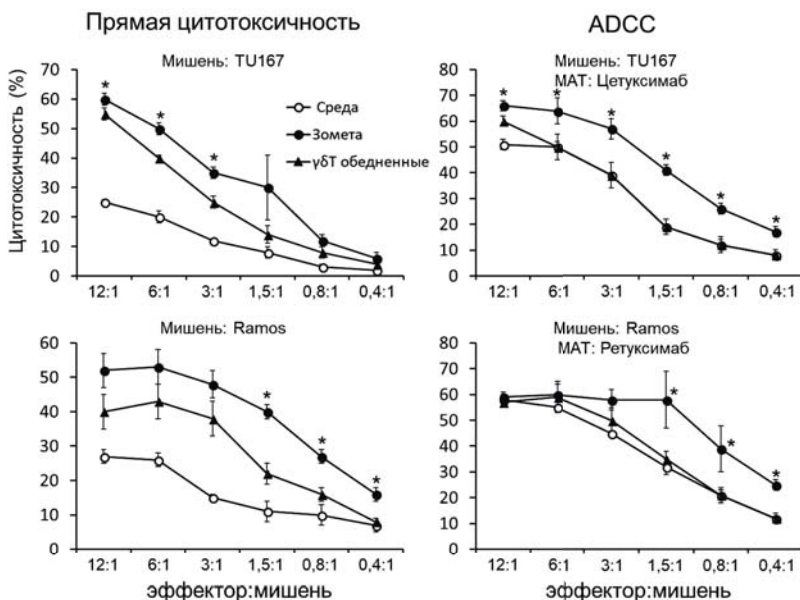 Прямая цитотоксичность
ADCC
Мишень: TU167
Цитотоксичность (%)
70
60
50
40
30
20
10
0
12:1 6:1 3:1 1,5:1 0,8:1 0,4:1
* * *
Среда
Зомета
γδT обедненные
Мишень: TU167
МАТ: Цетуксимаб
80
70
60
50
40
30
20
10
0
12:1 6:1 3:1 1,5:1 0,8:1 0,4:1
* * * * * *
Мишень: Ramos
60
50
40
30
20
10
0
12:1 6:1 3:1 1,5:1 0,8:1 0,4:1
* * *
эффектор:мишень
Мишень: Ramos
МАТ: Ретуксимаб
80
70
60
50
40
30
20
10
0
12:1 6:1 3:1 1,5:1 0,8:1 0,4:1
* * *
эффектор:мишень